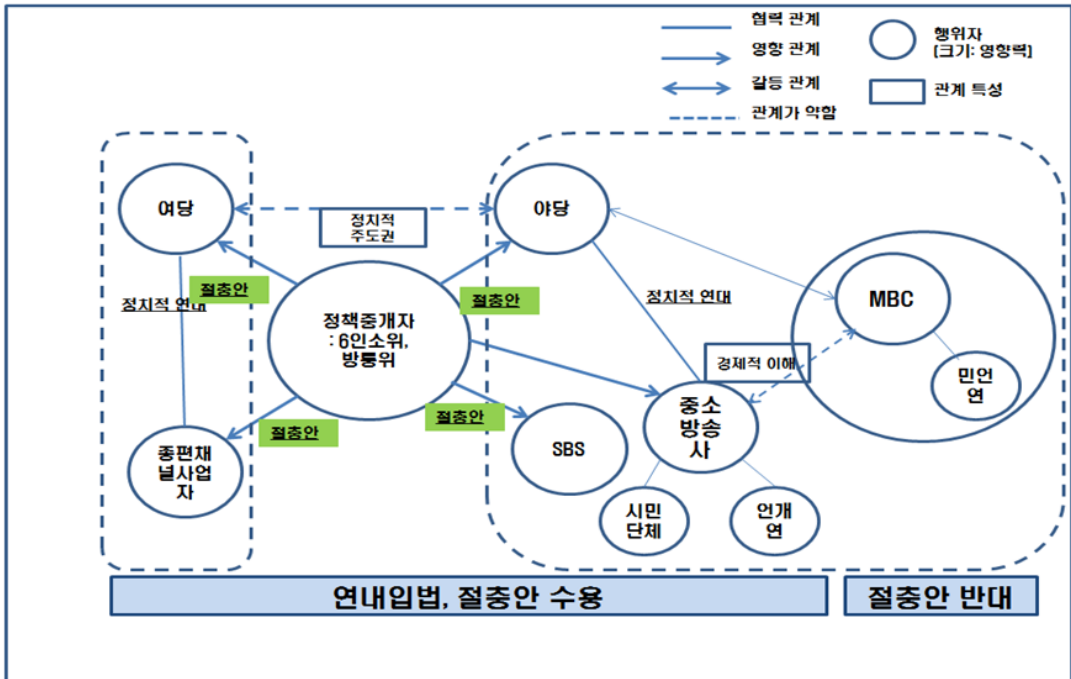 협력 관계
영향 관계
갈등 관계
관계가 약함
행위자
[크기: 영향력]
관계 특성
여당
야당
정치적
주도권
절충안
절충안
정치적 연대
정책중개자
: 6인소위,
방통위
정치적 연대
MBC
경제적 이해
민언
연
절충안
절충안
종편채
널사업
자
SBS
중소
방송
사
시민
단체
언개
연
연내입법, 절충안 수용
절충안 반대